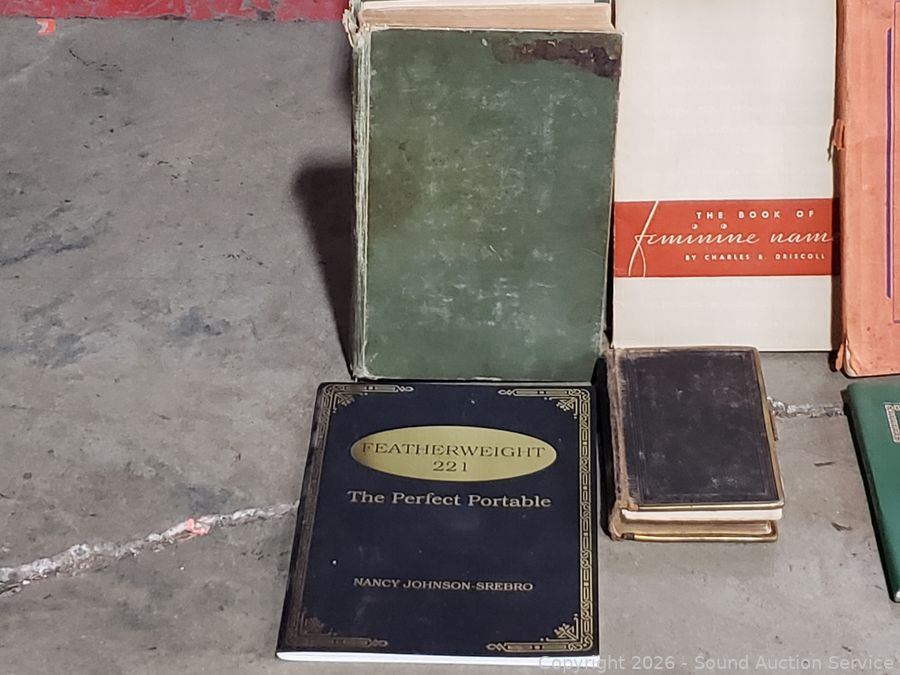 THE BOOK OF
feminine nam
BY CHARLES B. DRISCOLL
FEATHERWEIGHT
221
The Perfect Portable
NANCY JOHNSON-SREBRO
Copyright 2026 - Sound Auction Service